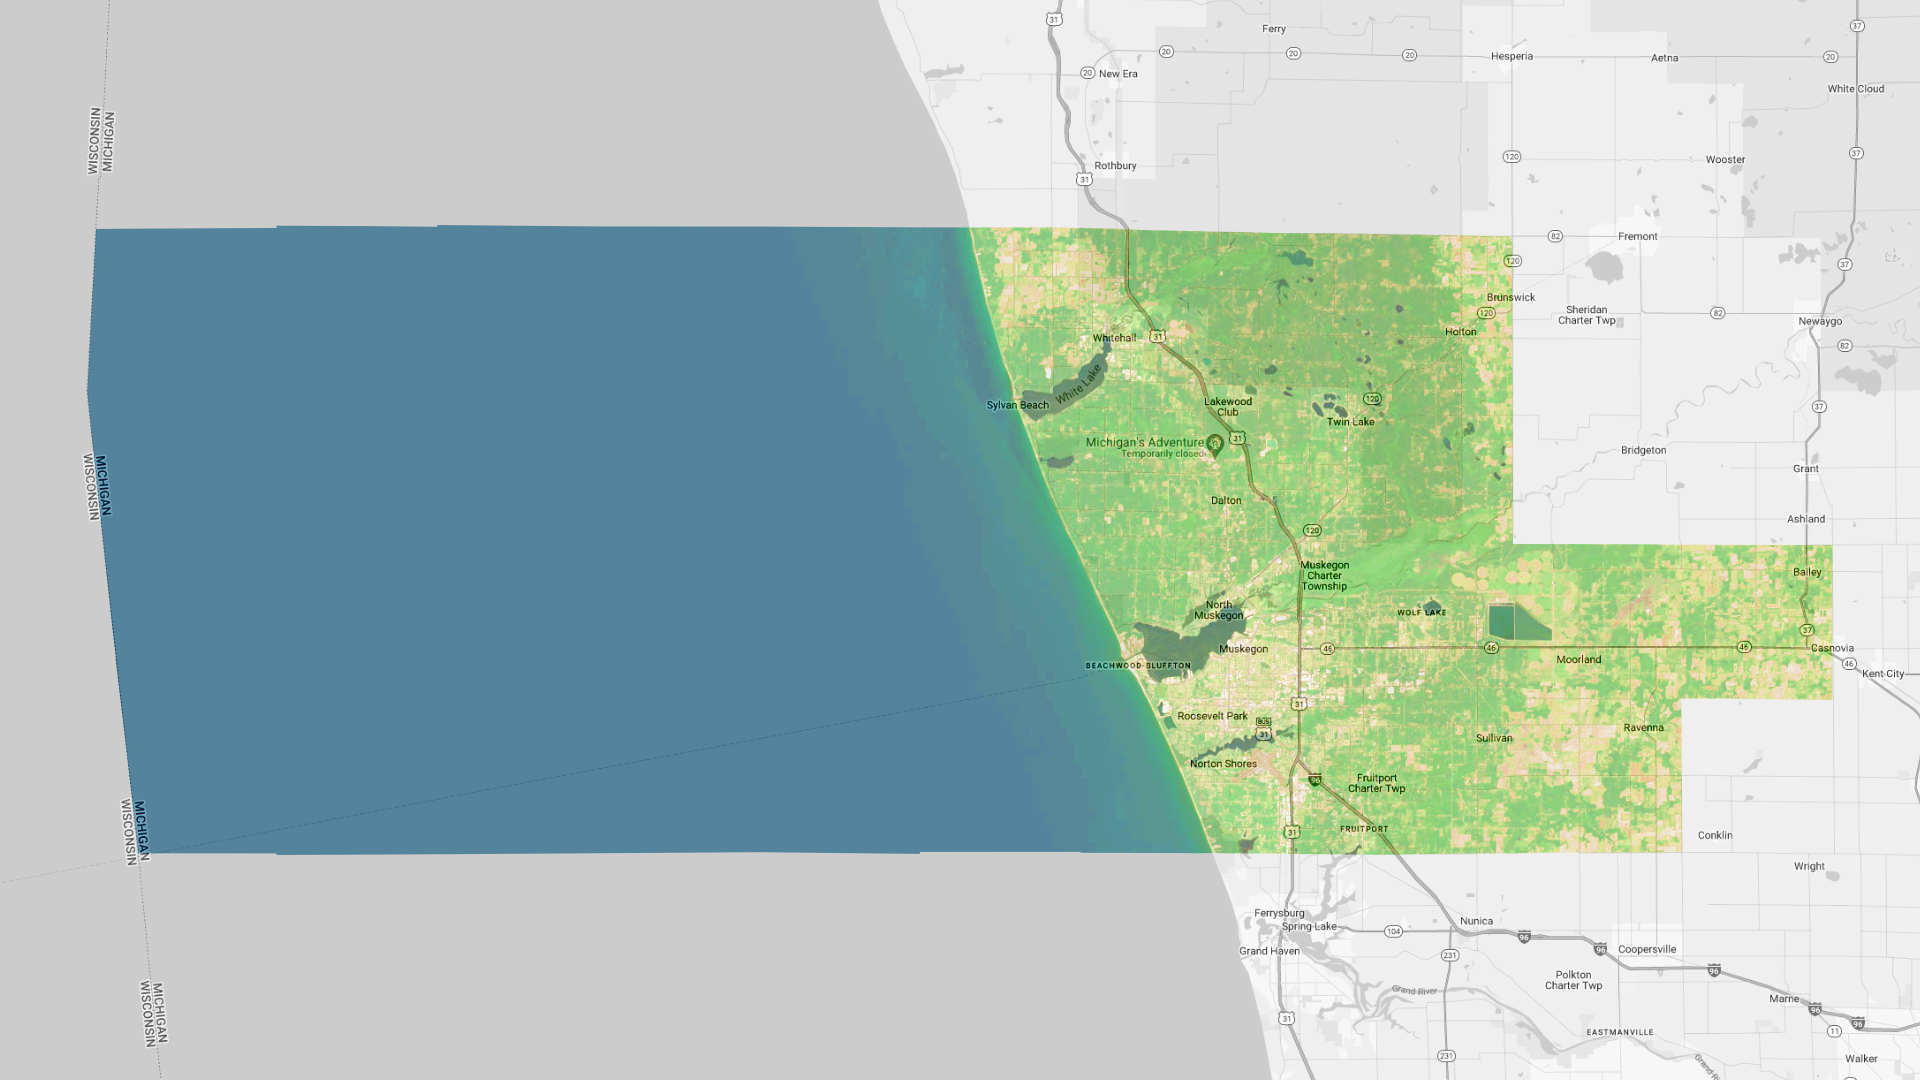 31
Ferry
37
20
20
20
Hesperia
Aetna
20
20
New Era
White Cloud
WISCONSIN
MICHIGAN
120
Wooster
37
Rothbury
31
82
Fremont
120
37
Brunswick
Sheridan
Charter Twp
120
82
Newaygo
Whitehall
31
Holton
82
White Lake
Sylvan Beach
Lakewood
Club
120
Twin Lake
37
Michigan's Adventure
Temporarily closed
31
Bridgeton
MICHIGAN
WISCONSIN
Grant
Dalton
120
Ashland
Muskegon
Charter
Township
Bailey
North
Muskegon
WOLF LAKE
37
Muskegon
46
46
46
Casnovia
BEACHWOOD-BLUFFTON
Moorland
46
Kent City
31
Roosevelt Park
BUS
31
Ravenna
Sullivan
Norton Shores
96
Fruitport
Charter Twp
MICHIGAN
WISCONSIN
31
FRUITPORT
Conklin
Wright
Ferrysburg
Spring Lake
104
Nunica
96
Grand Haven
231
96
Coopersville
96
Polkton
Charter Twp
Grand River
Marne
96
96
31
11
EASTMANVILLE
MICHIGAN
WISCONSIN
231
Walker